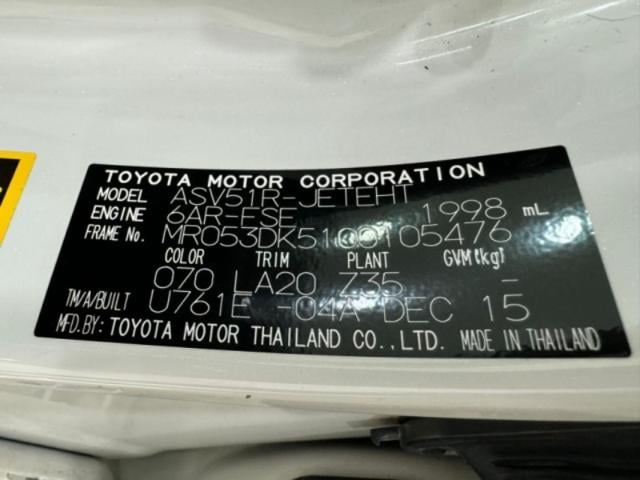 TOYOTA MOTOR CORPORATION
MODEL ASV51R-JETEHT
ENGINE 6AR-FSE 1998 mL
FRAME No. MR053DK5100105476
COLOR TRIM PLANT GVM(kg)
070 LA20 Z35 -
TM/A/BUILT U761E -04A DEC 15
MFD.BY: TOYOTA MOTOR THAILAND CO.,LTD. MADE IN THAILAND